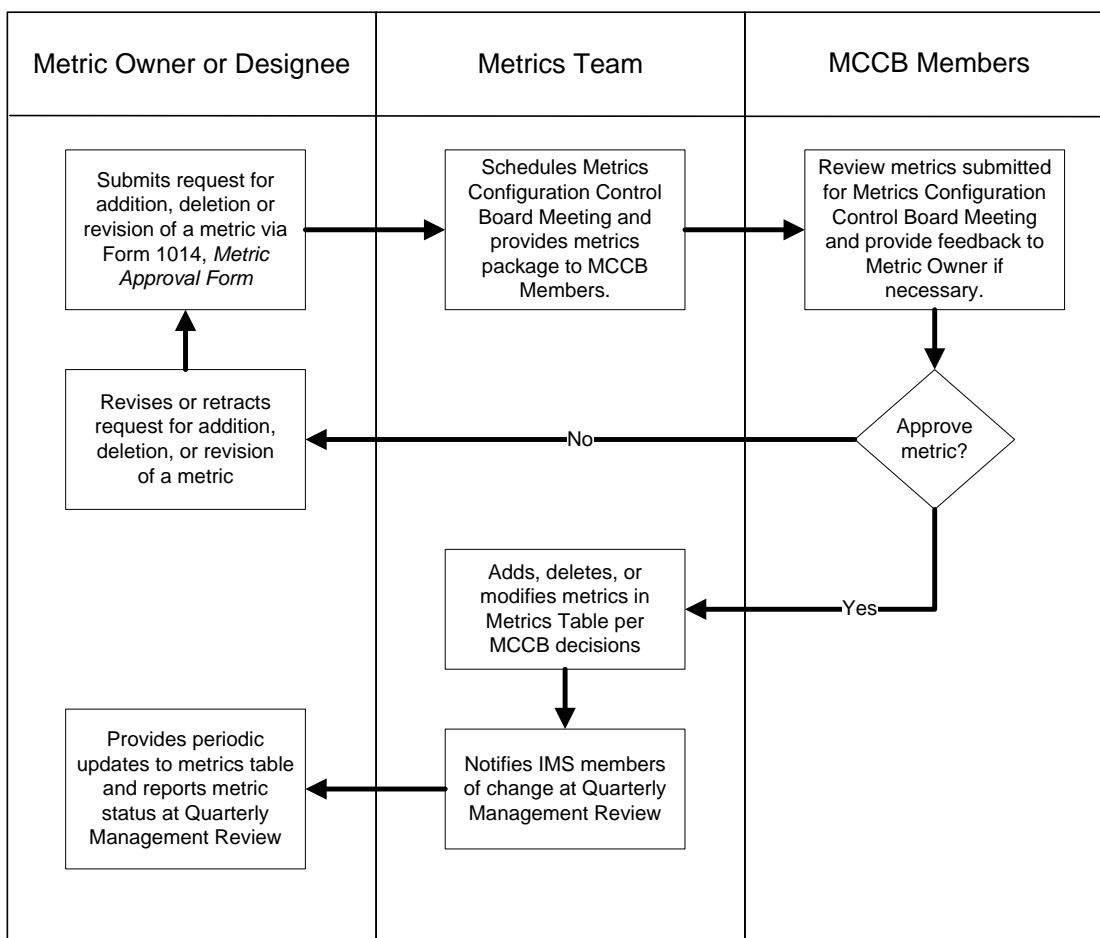 Metric Owner or Designee
Metrics Team
MCCB Members
Submits request for
addition, deletion or
revision of a metric via
Form 1014, Metric
Approval Form
Schedules Metrics
Configuration Control
Board Meeting and
provides metrics
package to MCCB
Members.
Review metrics submitted
for Metrics Configuration
Control Board Meeting
and provide feedback to
Metric Owner if
necessary.
Revises or retracts
request for addition,
deletion, or revision
of a metric
No
Approve
metric?
Adds, deletes, or
modifies metrics in
Metrics Table per
MCCB decisions
Yes
Provides periodic
updates to metrics table
and reports metric
status at Quarterly
Management Review
Notifies IMS members
of change at Quarterly
Management Review